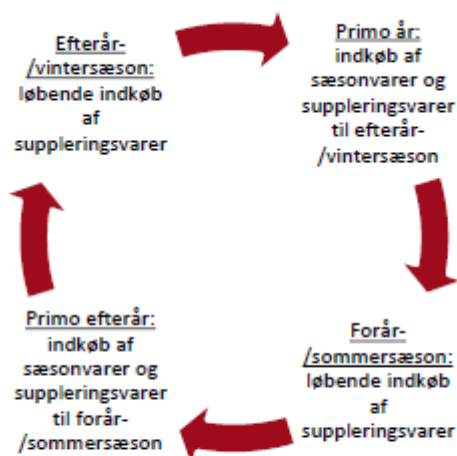 Efterår-
/vintersæson:
løbende indkøb
af
suppleringsvarer
Primo år:
indkøb af
sæsonvarer og
suppleringsvarer
til efterår-
/vintersæson
Forår-
/sommersæson:
løbende indkøb
af
suppleringsvarer
Primo efterår:
indkøb af
sæsonvarer og
suppleringsvarer
til forår-
/sommersæson